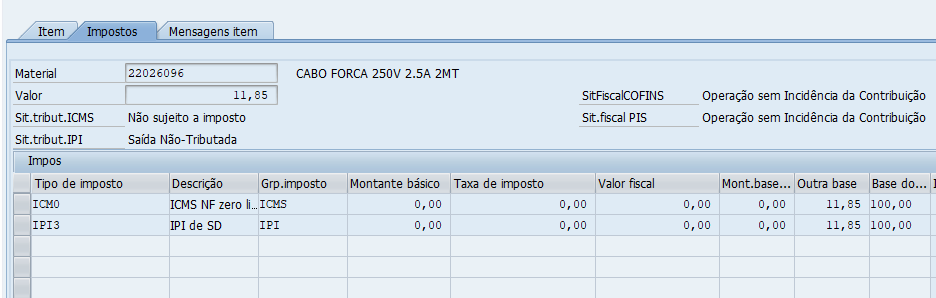 Item Impostos Mensagens item
Material 22026096 CABO FORCA 250V 2.5A 2MT
Valor 11,85 SitFiscalCOFINS Operação sem Incidência da Contribuição
Sit.tribut.ICMS Não sujeito a imposto Sit.fiscal PIS Operação sem Incidência da Contribuição
Sit.tribut.IPI Saída Não-Tributada
Impos
Tipo de imposto Descrição Grp.imposto Montante básico Taxa de imposto Valor fiscal Mont.base... Outra base Base do...
ICM0 ICMS NF zero li... ICMS 0,00 0,00 0,00 0,00 11,85 100,00
IPI3 IPI de SD IPI 0,00 0,00 0,00 0,00 11,85 100,00